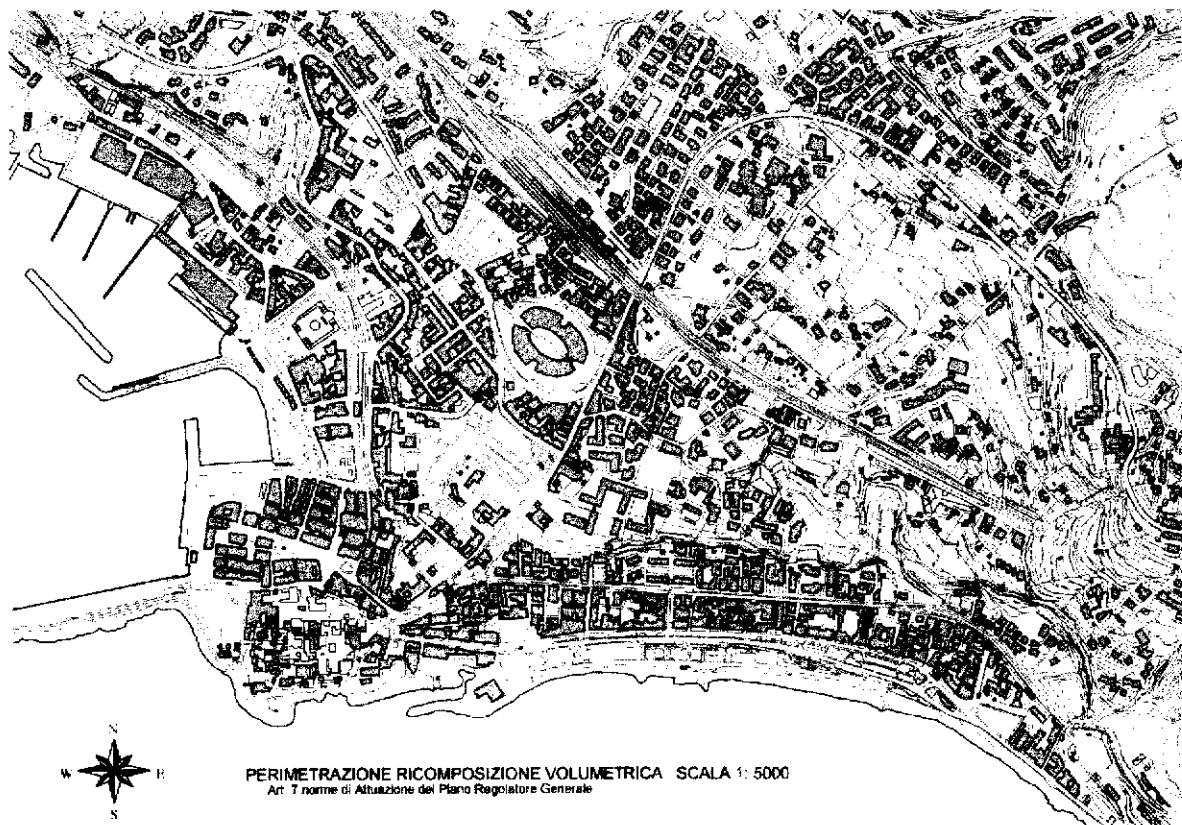 N
W E
S
PERIMETRAZIONE RICOMPOSIZIONE VOLUMETRICA SCALA 1: 5000
Art 7 norme di Attuazione del Piano Regolatore Generale